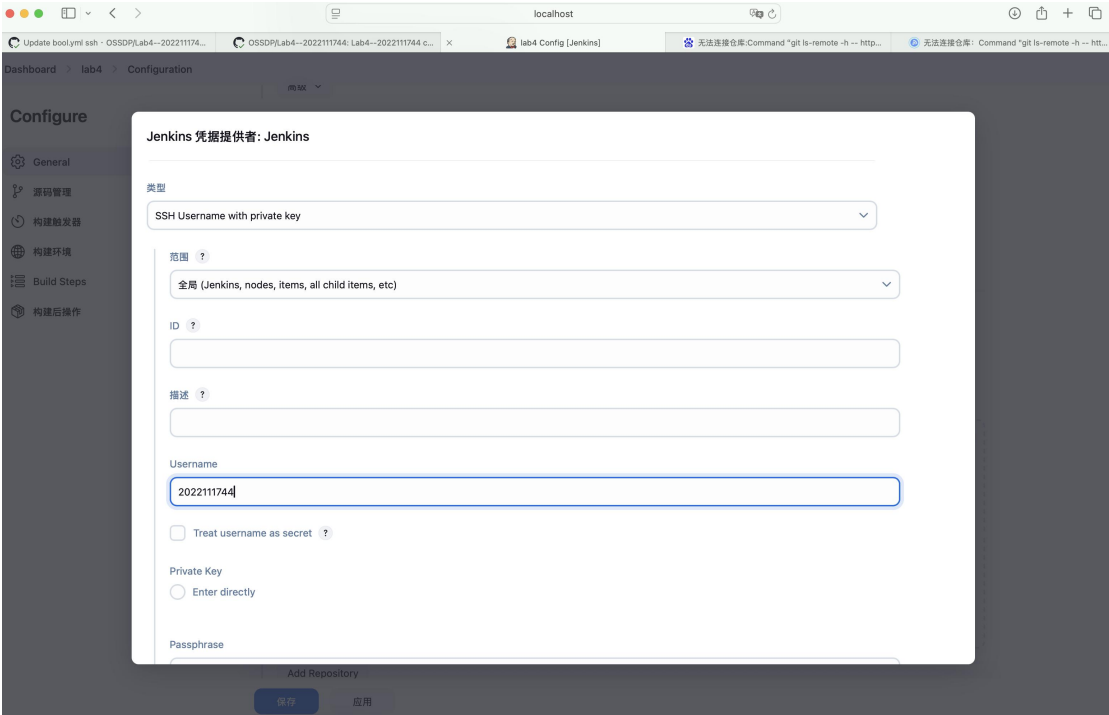 localhost
Update bool.yml ssh - OSSDP/Lab4--202211174...
OSSDP/Lab4--2022111744: Lab4--2022111744 c...
lab4 Config [Jenkins]
无法连接仓库:Command "git ls-remote -h -- http...
无法连接仓库: Command "git ls-remote -h -- htt...
Dashboard > lab4 > Configuration
高级
Configure
General
源码管理
构建触发器
构建环境
Build Steps
构建后操作
Jenkins 凭据提供者: Jenkins
类型
SSH Username with private key
范围 ?
全局 (Jenkins, nodes, items, all child items, etc)
ID ?
描述 ?
Username
2022111744
Treat username as secret ?
Private Key
Enter directly
Passphrase
Add Repository
保存
应用